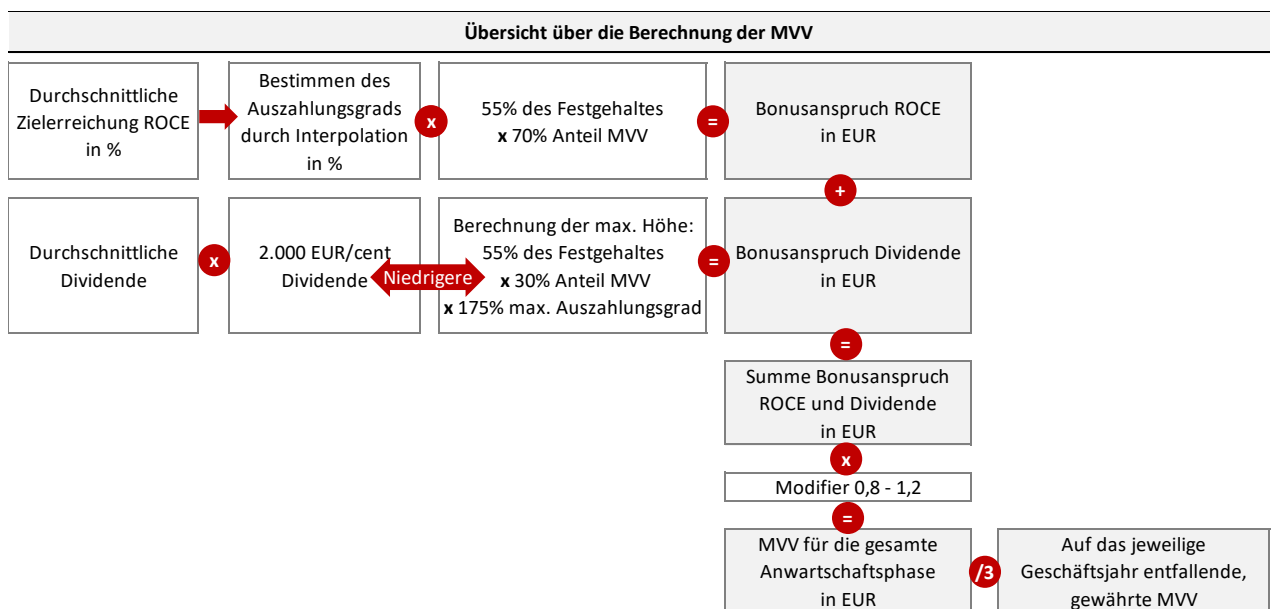 Übersicht über die Berechnung der MVV
Durchschnittliche
Zielerreichung ROCE
in %
Bestimmen des
Auszahlungsgrads
durch Interpolation
in %
x
55% des Festgehaltes
x 70% Anteil MVV
=
Bonusanspruch ROCE
in EUR
+
Durchschnittliche
Dividende
x
2.000 EUR/cent
Dividende
Niedrigere
Berechnung der max. Höhe:
55% des Festgehaltes
x 30% Anteil MVV
x 175% max. Auszahlungsgrad
=
Bonusanspruch Dividende
in EUR
=
Summe Bonusanspruch
ROCE und Dividende
in EUR
x
Modifier 0,8 - 1,2
=
MVV für die gesamte
Anwartschaftsphase
in EUR
/3
Auf das jeweilige
Geschäftsjahr entfallende,
gewährte MVV